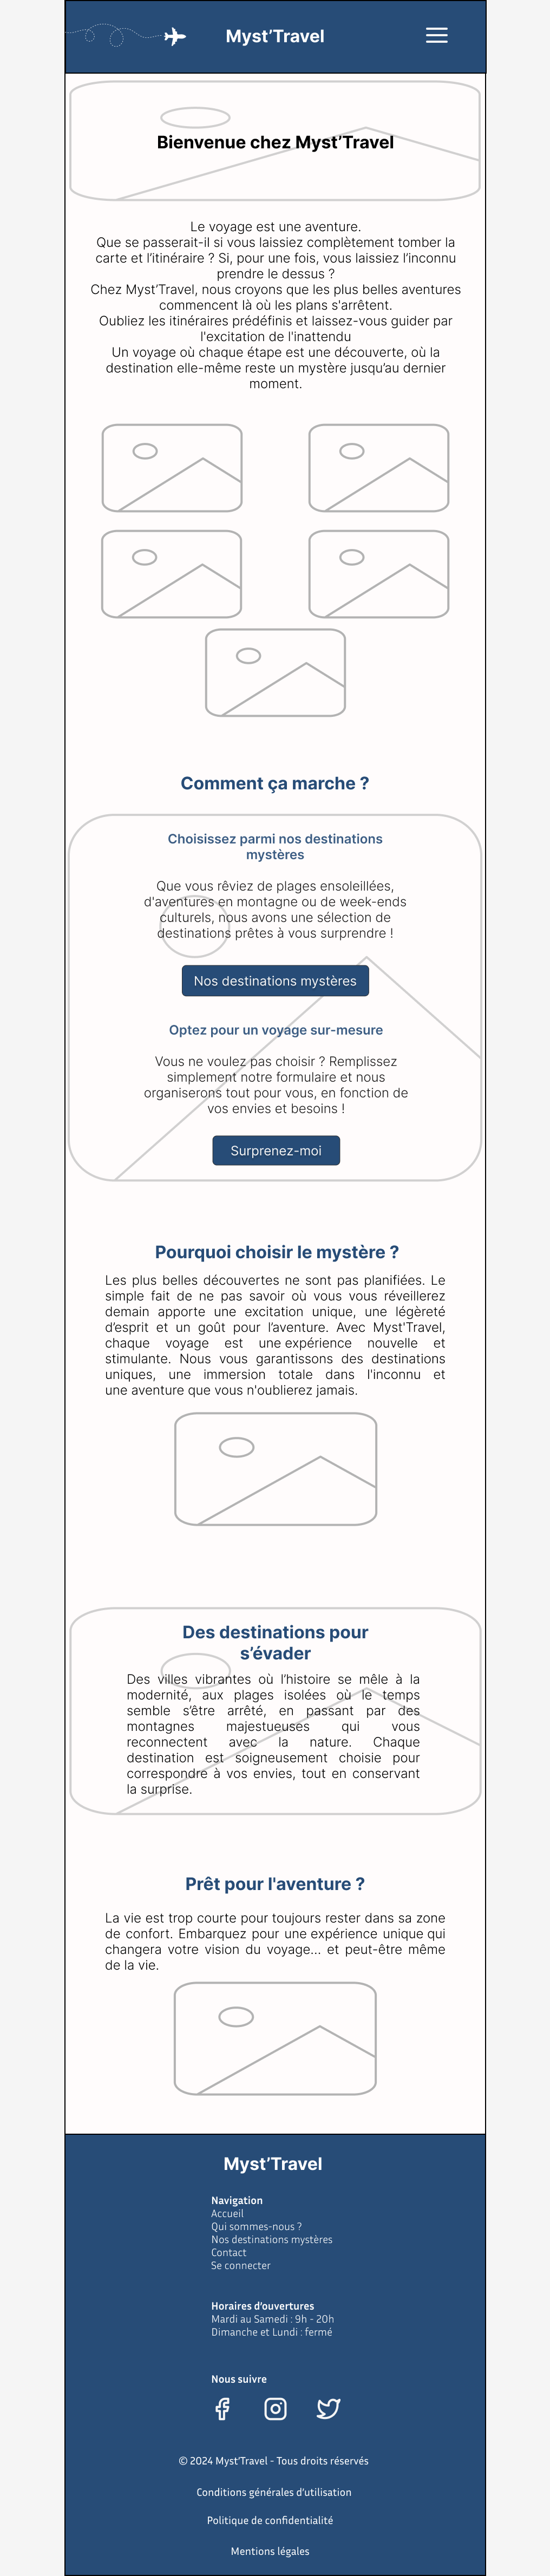 Myst’Travel
Bienvenue chez Myst’Travel
Le voyage est une aventure.
Que se passerait-il si vous laissiez complètement tomber la
carte et l’itinéraire ? Si, pour une fois, vous laissiez l’inconnu
prendre le dessus ?
Chez Myst’Travel, nous croyons que les plus belles aventures
commencent là où les plans s'arrêtent.
Oubliez les itinéraires prédéfinis et laissez-vous guider par
l'excitation de l'inattendu
Un voyage où chaque étape est une découverte, où la
destination elle-même reste un mystère jusqu’au dernier
moment.
Comment ça marche ?
Choisissez parmi nos destinations
mystères
Que vous rêviez de plages ensoleillées,
d'aventures en montagne ou de week-ends
culturels, nous avons une sélection de
destinations prêtes à vous surprendre !
Nos destinations mystères
Optez pour un voyage sur-mesure
Vous ne voulez pas choisir ? Remplissez
simplement notre formulaire et nous
organiserons tout pour vous, en fonction de
vos envies et besoins !
Surprenez-moi
Pourquoi choisir le mystère ?
Les plus belles découvertes ne sont pas planifiées. Le
simple fait de ne pas savoir où vous vous réveillerez
demain apporte une excitation unique, une légèreté
d’esprit et un goût pour l’aventure. Avec Myst'Travel,
chaque voyage est une expérience nouvelle et
stimulante. Nous vous garantissons des destinations
uniques, une immersion totale dans l'inconnu et
une aventure que vous n'oublierez jamais.
Des destinations pour
s’évader
Des villes vibrantes où l’histoire se mêle à la
modernité, aux plages isolées où le temps
semble s’être arrêté, en passant par des
montagnes majestueuses qui vous
reconnectent avec la nature. Chaque
destination est soigneusement choisie pour
correspondre à vos envies, tout en conservant
la surprise.
Prêt pour l'aventure ?
La vie est trop courte pour toujours rester dans sa zone
de confort. Embarquez pour une expérience unique qui
changera votre vision du voyage... et peut-être même
de la vie.
Myst’Travel
Navigation
Accueil
Qui sommes-nous ?
Nos destinations mystères
Contact
Se connecter
Horaires d’ouvertures
Mardi au Samedi : 9h - 20h
Dimanche et Lundi : fermé
Nous suivre
© 2024 Myst’Travel - Tous droits réservés
Conditions générales d’utilisation
Politique de confidentialité
Mentions légales